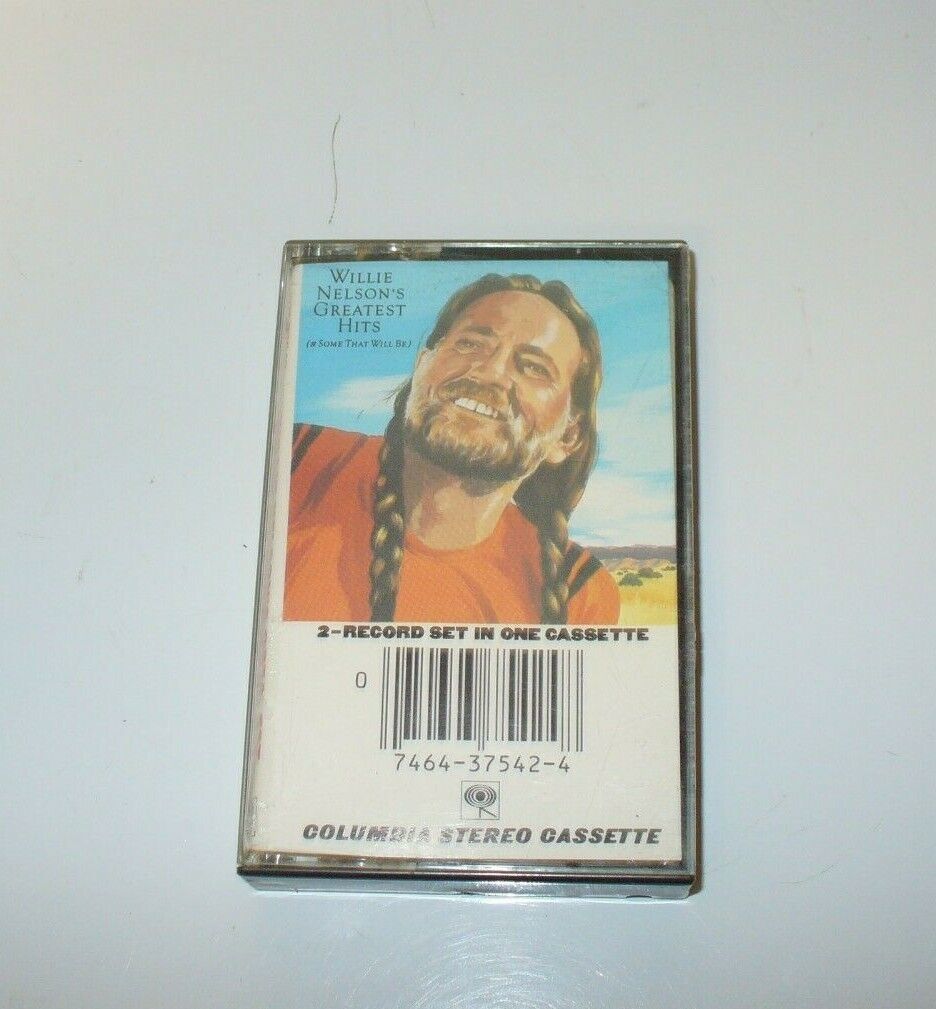 WILLIE
NELSON'S
GREATEST
HITS
(& SOME THAT WILL BE)
2-RECORD SET IN ONE CASSETTE
0
7464-37542-4
COLUMBIA STEREO CASSETTE